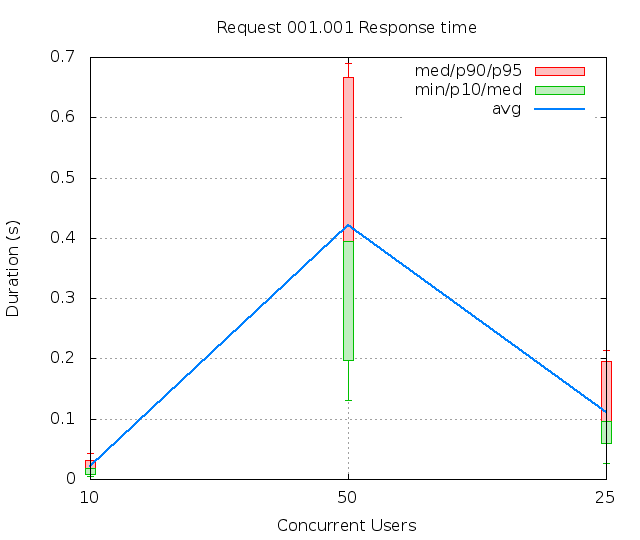 Request 001.001 Response time
med/p90/p95
min/p10/med
avg
Duration (s)
0.7
0.6
0.5
0.4
0.3
0.2
0.1
0
10
50
25
Concurrent Users